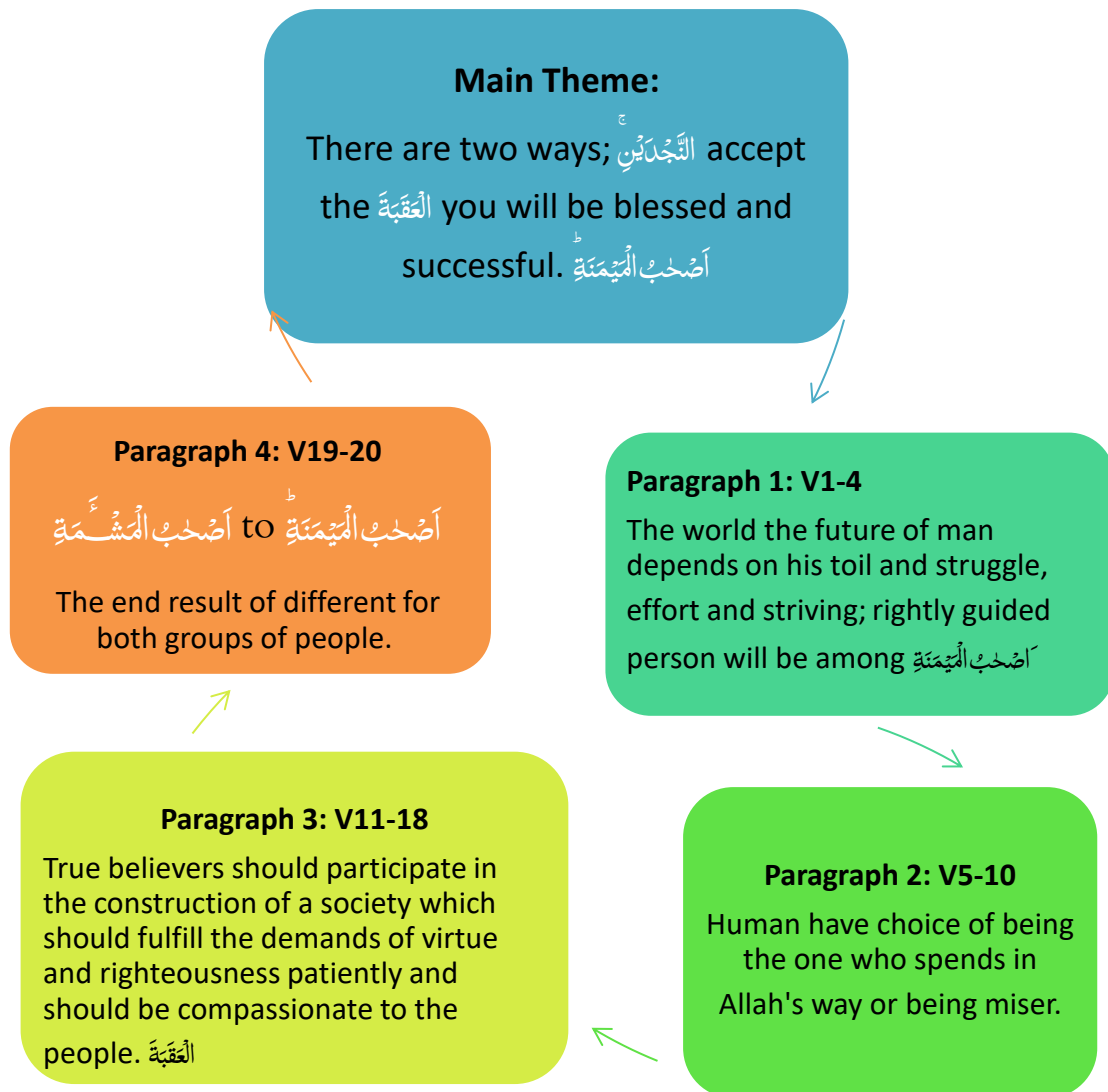 Main Theme:
There are two ways; النَّجْدَيْنِۚ accept
the الْعَقَبَةَ you will be blessed and
successful. اَصْحٰبُ الْمَيْمَنَةِؕ
Paragraph 1: V1-4
The world the future of man
depends on his toil and struggle,
effort and striving; rightly guided
person will be among اَصْحٰبُ الْمَيْمَنَةِ
Paragraph 2: V5-10
Human have choice of being
the one who spends in
Allah's way or being miser.
Paragraph 3: V11-18
True believers should participate in
the construction of a society which
should fulfill the demands of virtue
and righteousness patiently and
should be compassionate to the
people. الْعَقَبَةَ
Paragraph 4: V19-20
اَصْحٰبُ الْمَشْــَٔمَةِ to اَصْحٰبُ الْمَيْمَنَةِؕ
The end result of different for
both groups of people.